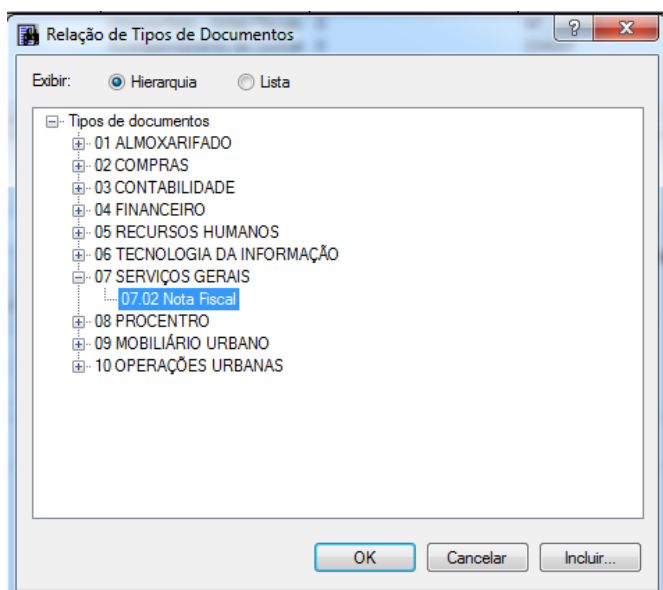 Relação de Tipos de Documentos
Exibir: Hierarquia Lista
Tipos de documentos
01 ALMOXARIFADO
02 COMPRAS
03 CONTABILIDADE
04 FINANCEIRO
05 RECURSOS HUMANOS
06 TECNOLOGIA DA INFORMAÇÃO
07 SERVIÇOS GERAIS
07.02 Nota Fiscal
08 PROCENTRO
09 MOBILIÁRIO URBANO
10 OPERAÇÕES URBANAS
OK Cancelar Incluir...